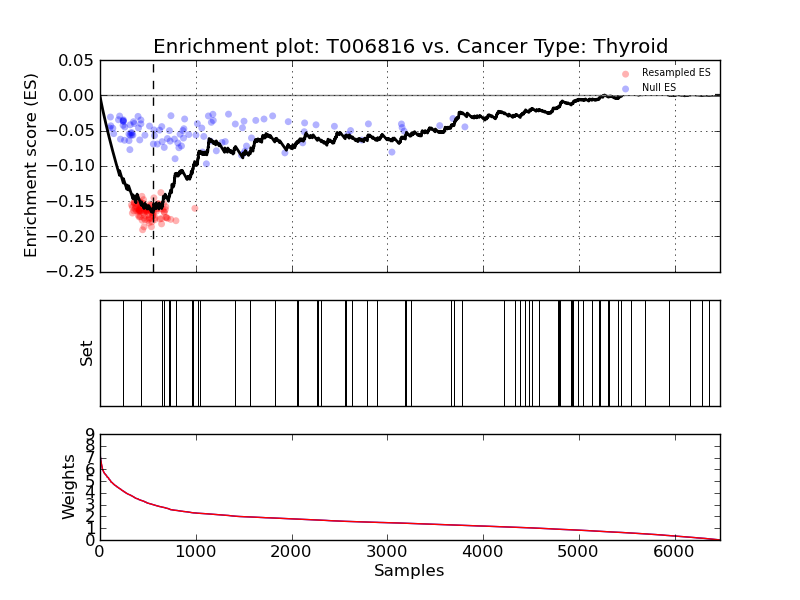 Enrichment plot: T006816 vs. Cancer Type: Thyroid
Enrichment score (ES)
0.05
0.00
−0.05
−0.10
−0.15
−0.20
−0.25
Resampled ES
Null ES
Set
Weights
9
8
7
6
5
4
3
2
1
0
0 1000 2000 3000 4000 5000 6000
Samples